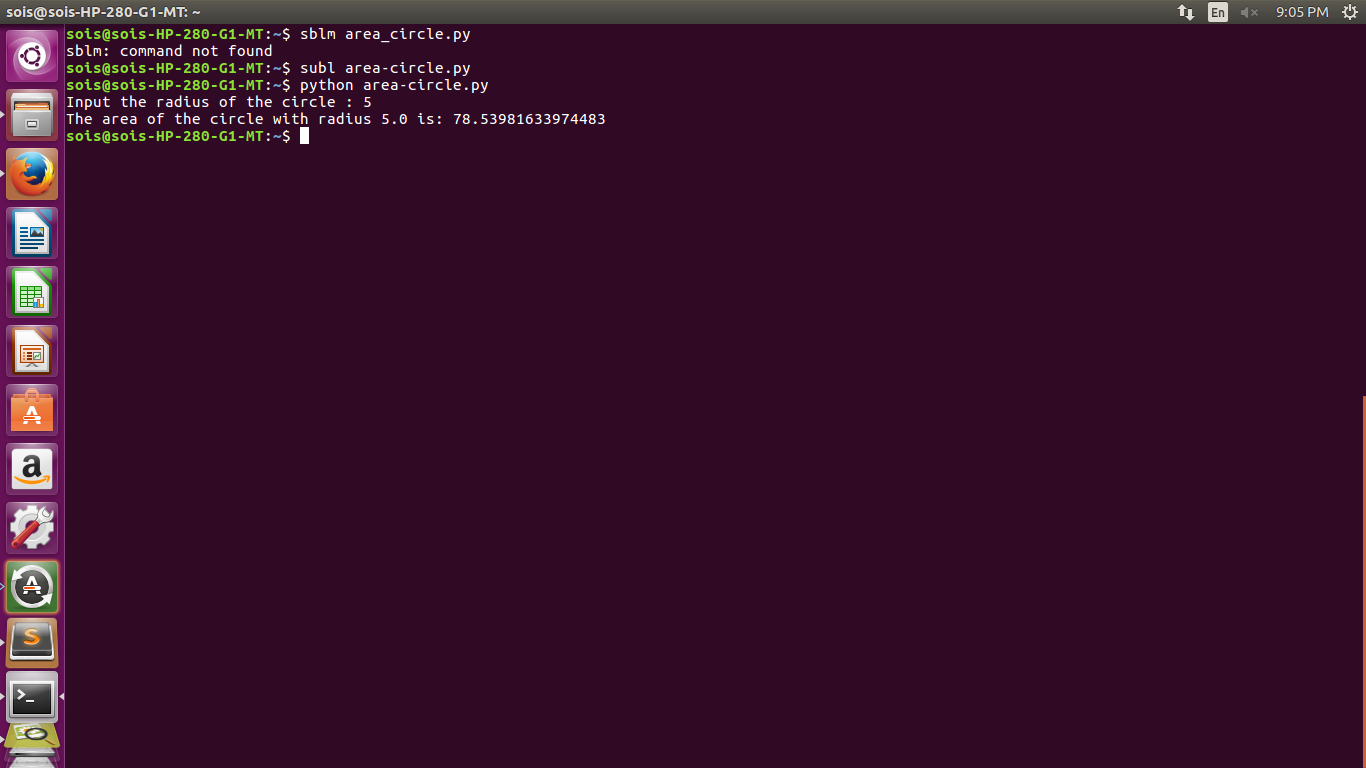 sois@sois-HP-280-G1-MT: ~
En
9:05 PM
sois@sois-HP-280-G1-MT:~$ sblm area_circle.py
sblm: command not found
sois@sois-HP-280-G1-MT:~$ subl area-circle.py
sois@sois-HP-280-G1-MT:~$ python area-circle.py
Input the radius of the circle : 5
The area of the circle with radius 5.0 is: 78.53981633974483
sois@sois-HP-280-G1-MT:~$